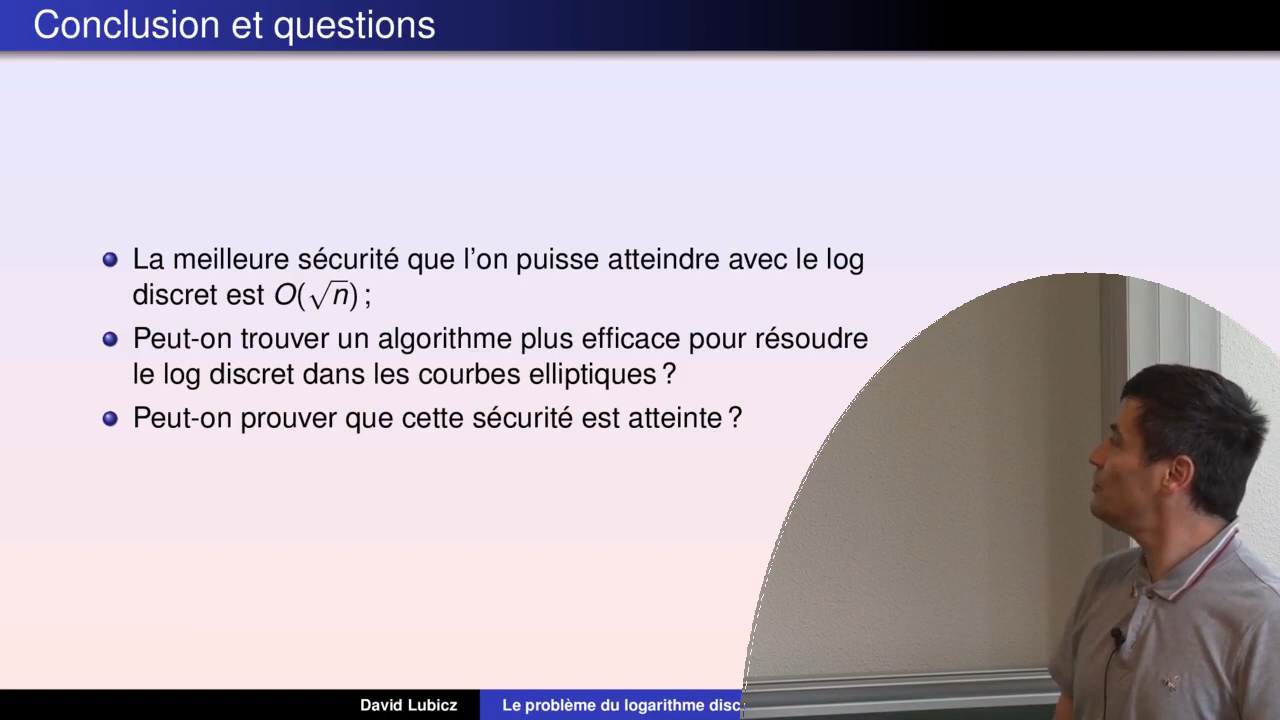 Conclusion et questions
La meilleure sécurité que l'on puisse atteindre avec le log
discret est O(√n) ;
Peut-on trouver un algorithme plus efficace pour résoudre
le log discret dans les courbes elliptiques ?
Peut-on prouver que cette sécurité est atteinte ?
David Lubicz
Le problème du logarithme disc